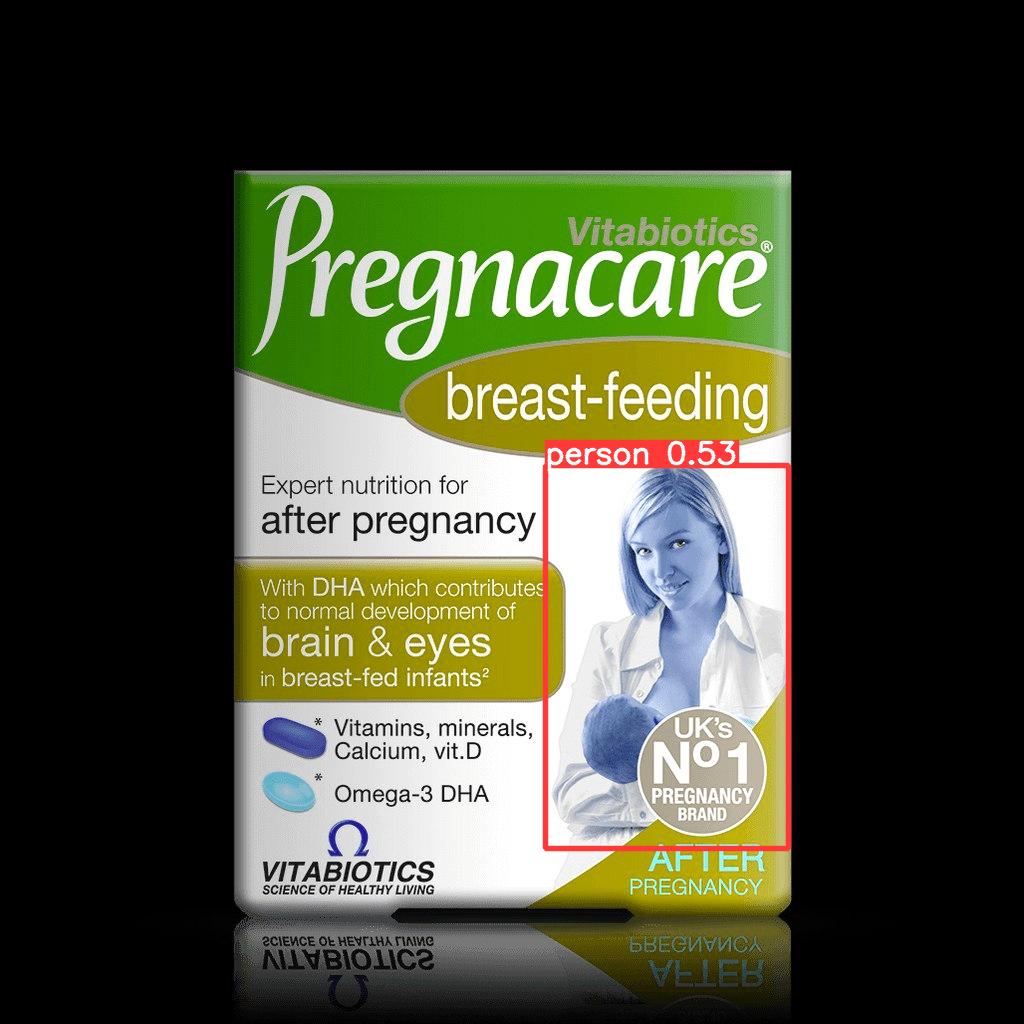 Vitabiotics
Pregnacare®
breast-feeding
person 0.53
Expert nutrition for
after pregnancy
With DHA which contributes
to normal development of
brain & eyes
in breast-fed infants²
* Vitamins, minerals,
Calcium, vit.D
* Omega-3 DHA
UK's
Nº1
PREGNANCY
BRAND
VITABIOTICS
SCIENCE OF HEALTHY LIVING
AFTER
PREGNANCY